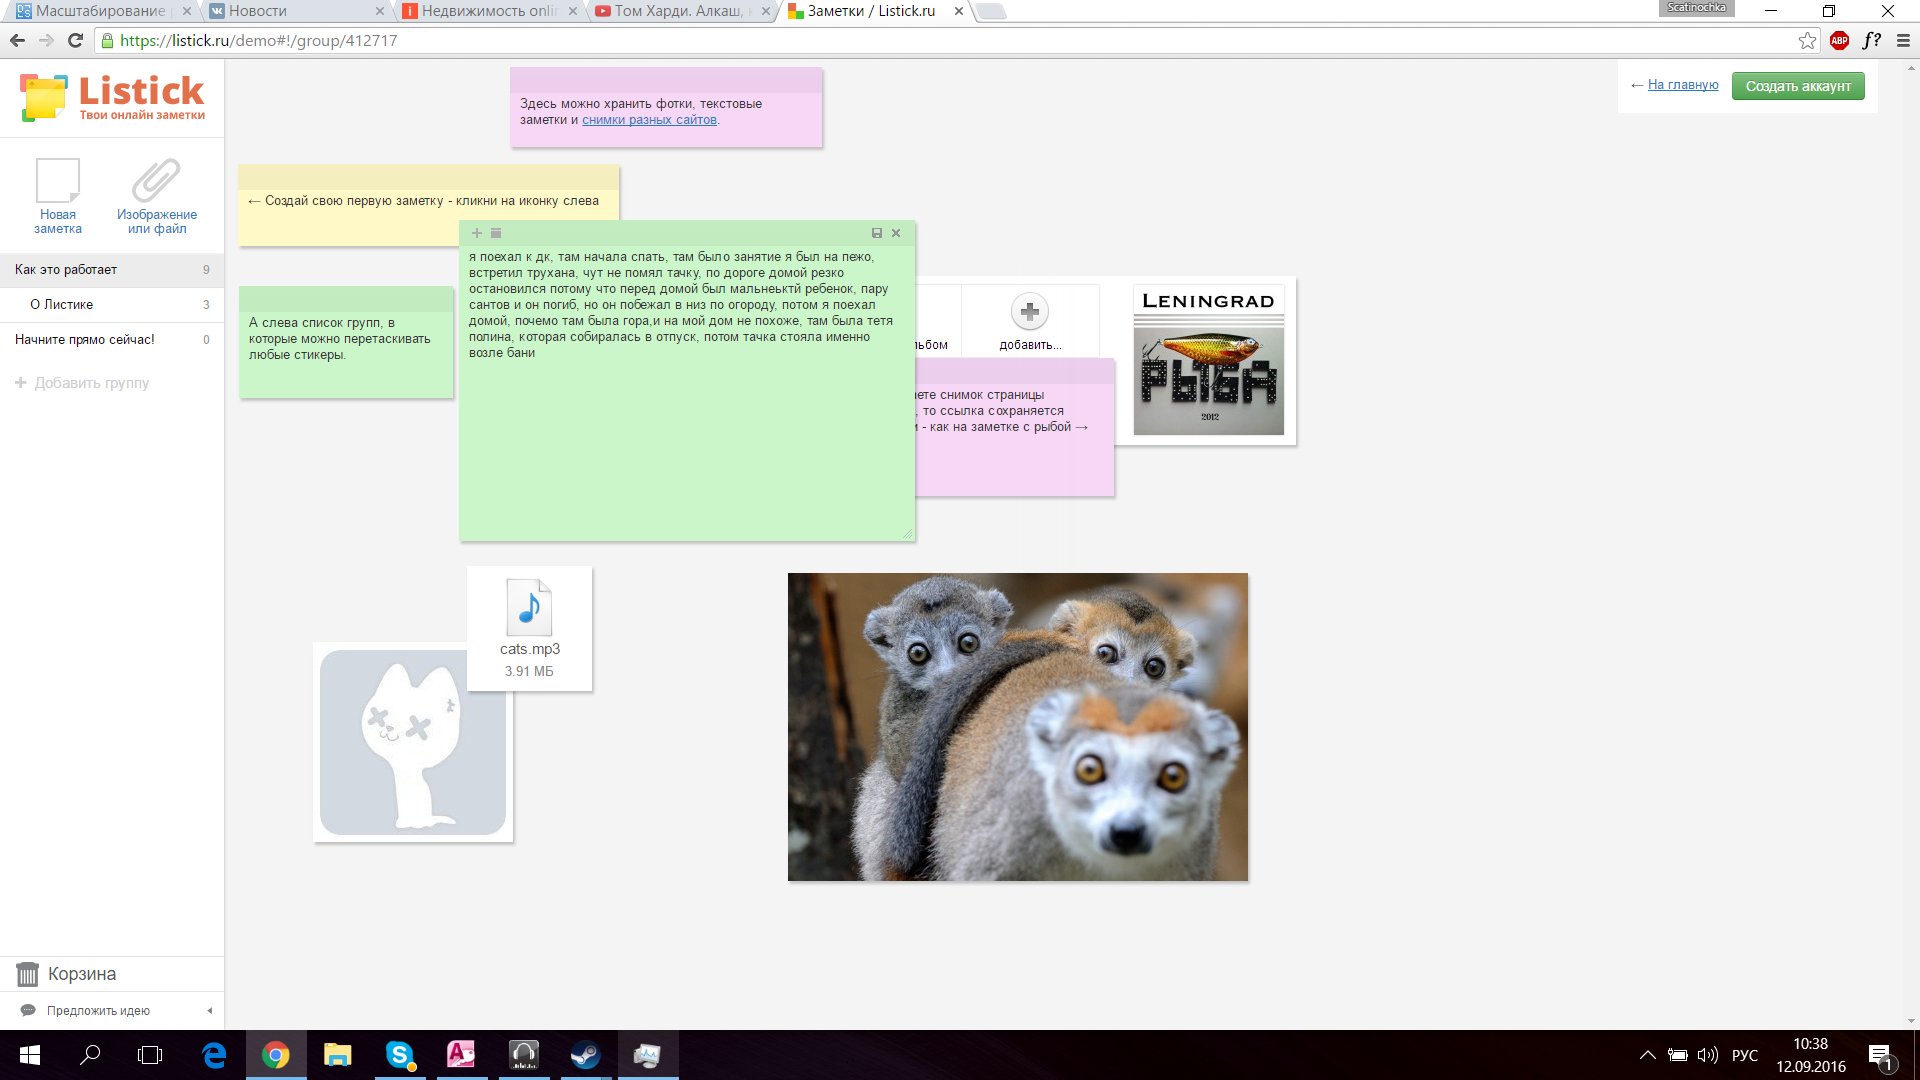 Масштабирование
Новости
Недвижимость onlin
Том Харди. Алкаш,
Заметки / Listick.ru
Scatinochka
https://listick.ru/demo#!/group/412717
ABP
f?
Listick
Твои онлайн заметки
Новая
заметка
Изображение
или файл
Как это работает 9
О Листике 3
Начните прямо сейчас! 0
Добавить группу
Здесь можно хранить фотки, текстовые
заметки и снимки разных сайтов.
← На главную
Создать аккаунт
← Создай свою первую заметку - кликни на иконку слева
А слева список групп, в
которые можно перетаскивать
любые стикеры.
я поехал к дк, там начала спать, там было занятие я был на пежо,
встретил трухана, чут не помял тачку, по дороге домой резко
остановился потому что перед домой был мальнеьктй ребенок, пару
сантов и он погиб, но он побежал в низ по огороду, потом я поехал
домой, почемо там была гора,и на мой дом не похоже, там была тетя
полина, которая собиралась в отпуск, потом тачка стояла именно
возле бани
льбом
добавить...
аете снимок страницы
, то ссылка сохраняется
и - как на заметке с рыбой →
LENINGRAD
РЫБА
2012
cats.mp3
3.91 МБ
Корзина
Предложить идею
РУС
10:38
12.09.2016
1